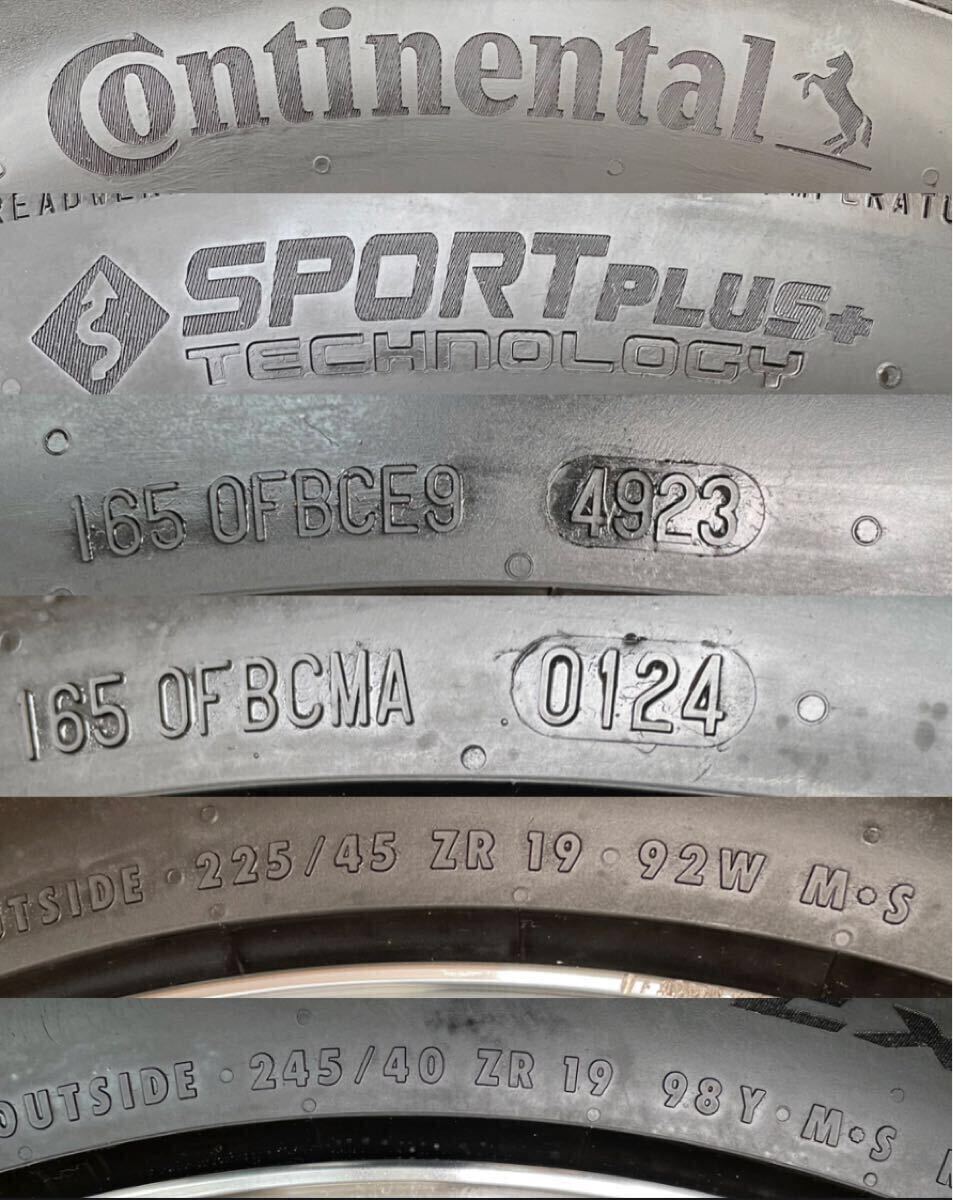 Continental
SPORT PLUS+
TECHNOLOGY
165 0FBCE9 4923
165 0FBCMA 0124
225/45 ZR 19 92W M•S
OUTSIDE 245/40 ZR 19 98Y M•S